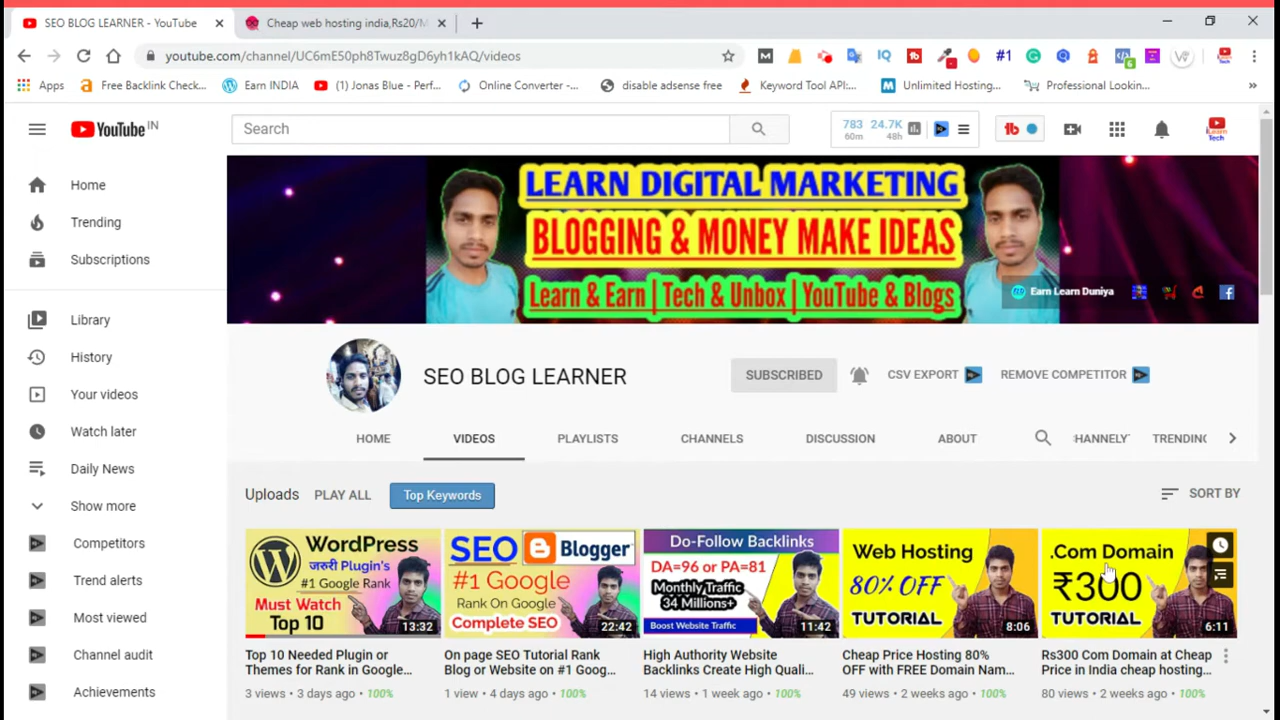 SEO BLOG LEARNER - YouTube
Cheap web hosting india,Rs20/M
youtube.com/channel/UC6mE50ph8Twuz8gD6yh1kAQ/videos
IQ
#1
6
Apps
Free Backlink Check...
Earn INDIA
(1) Jonas Blue - Perf...
Online Converter -...
disable adsense free
Keyword Tool API:...
Unlimited Hosting...
Professional Lookin...
YouTube IN
Search
783 24.7K
60m 48h
tb
Learn Tech
Home
Trending
Subscriptions
Library
History
Your videos
Watch later
Daily News
Show more
Competitors
Trend alerts
Most viewed
Channel audit
Achievements
LEARN DIGITAL MARKETING
BLOGGING & MONEY MAKE IDEAS
Learn & Earn | Tech & Unbox | YouTube & Blogs
Earn Learn Duniya
SEO BLOG LEARNER
SUBSCRIBED
CSV EXPORT
REMOVE COMPETITOR
HOME
VIDEOS
PLAYLISTS
CHANNELS
DISCUSSION
ABOUT
HANNELY
TRENDING
Uploads
PLAY ALL
Top Keywords
SORT BY
WordPress
जरुरी Plugin's
#1 Google Rank
Must Watch
Top 10
13:32
Top 10 Needed Plugin or
Themes for Rank in Google...
3 views • 3 days ago • 100%
SEO Blogger
#1 Google
Rank On Google
Complete SEO
22:42
On page SEO Tutorial Rank
Blog or Website on #1 Goog...
1 view • 4 days ago • 100%
Do-Follow Backlinks
DA=96 or PA=81
Monthly Traffic
34 Millions+
Boost Website Traffic
11:42
High Authority Website
Backlinks Create High Quali...
14 views • 1 week ago • 100%
Web Hosting
80% OFF
TUTORIAL
8:06
Cheap Price Hosting 80%
OFF with FREE Domain Nam...
49 views • 2 weeks ago • 100%
.Com Domain
₹300
TUTORIAL
6:11
Rs300 Com Domain at Cheap
Price in India cheap hosting...
80 views • 2 weeks ago • 100%